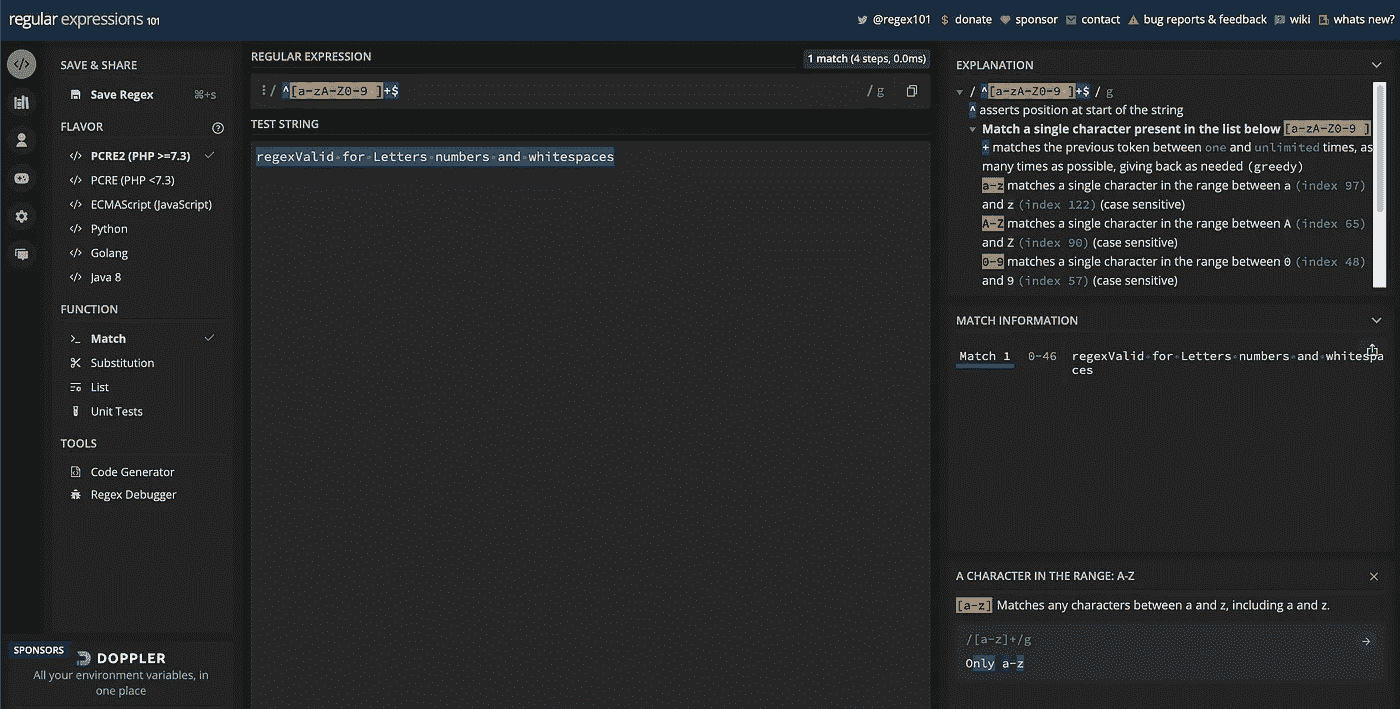 regular expressions 101
@regex101 $ donate sponsor contact bug reports & feedback wiki whats new?
SAVE & SHARE
Save Regex ⌘+s
FLAVOR
</> PCRE2 (PHP >=7.3)
</> PCRE (PHP <7.3)
</> ECMAScript (JavaScript)
</> Python
</> Golang
</> Java 8
FUNCTION
Match
Substitution
List
Unit Tests
TOOLS
Code Generator
Regex Debugger
SPONSORS
DOPPLER
All your environment variables, in
one place
REGULAR EXPRESSION
1 match (4 steps, 0.0ms)
/ ^[a-zA-Z0-9 ]+$ / g
TEST STRING
regexValid·for·Letters·numbers·and·whitespaces
EXPLANATION
/ ^[a-zA-Z0-9 ]+$ / g
^ asserts position at start of the string
Match a single character present in the list below [a-zA-Z0-9 ]
+ matches the previous token between one and unlimited times, as
many times as possible, giving back as needed (greedy)
a-z matches a single character in the range between a (index 97)
and z (index 122) (case sensitive)
A-Z matches a single character in the range between A (index 65)
and Z (index 90) (case sensitive)
0-9 matches a single character in the range between 0 (index 48)
and 9 (index 57) (case sensitive)
MATCH INFORMATION
Match 1 0-46 regexValid·for·Letters·numbers·and·whitespa
ces
A CHARACTER IN THE RANGE: A-Z
[a-z] Matches any characters between a and z, including a and z.
/[a-z]+/g
Only a-z